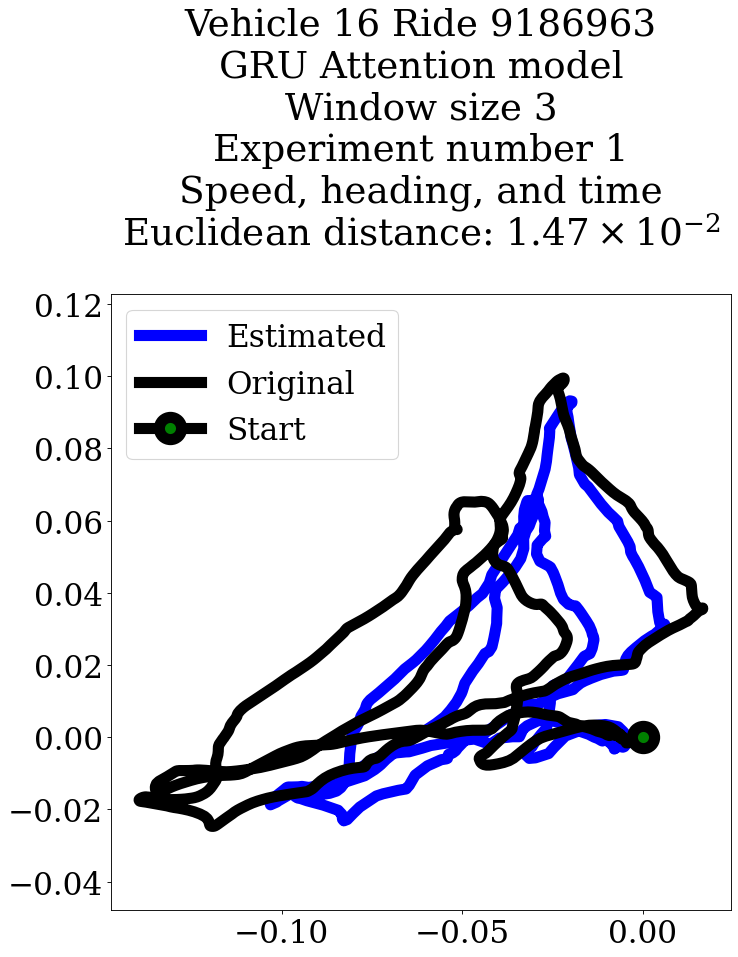 Vehicle 16 Ride 9186963
GRU Attention model
Window size 3
Experiment number 1
Speed, heading, and time
Euclidean distance: 1.47 × 10⁻²
0.12
0.10
0.08
0.06
0.04
0.02
0.00
−0.02
−0.04
Estimated
Original
Start
−0.10
−0.05
0.00